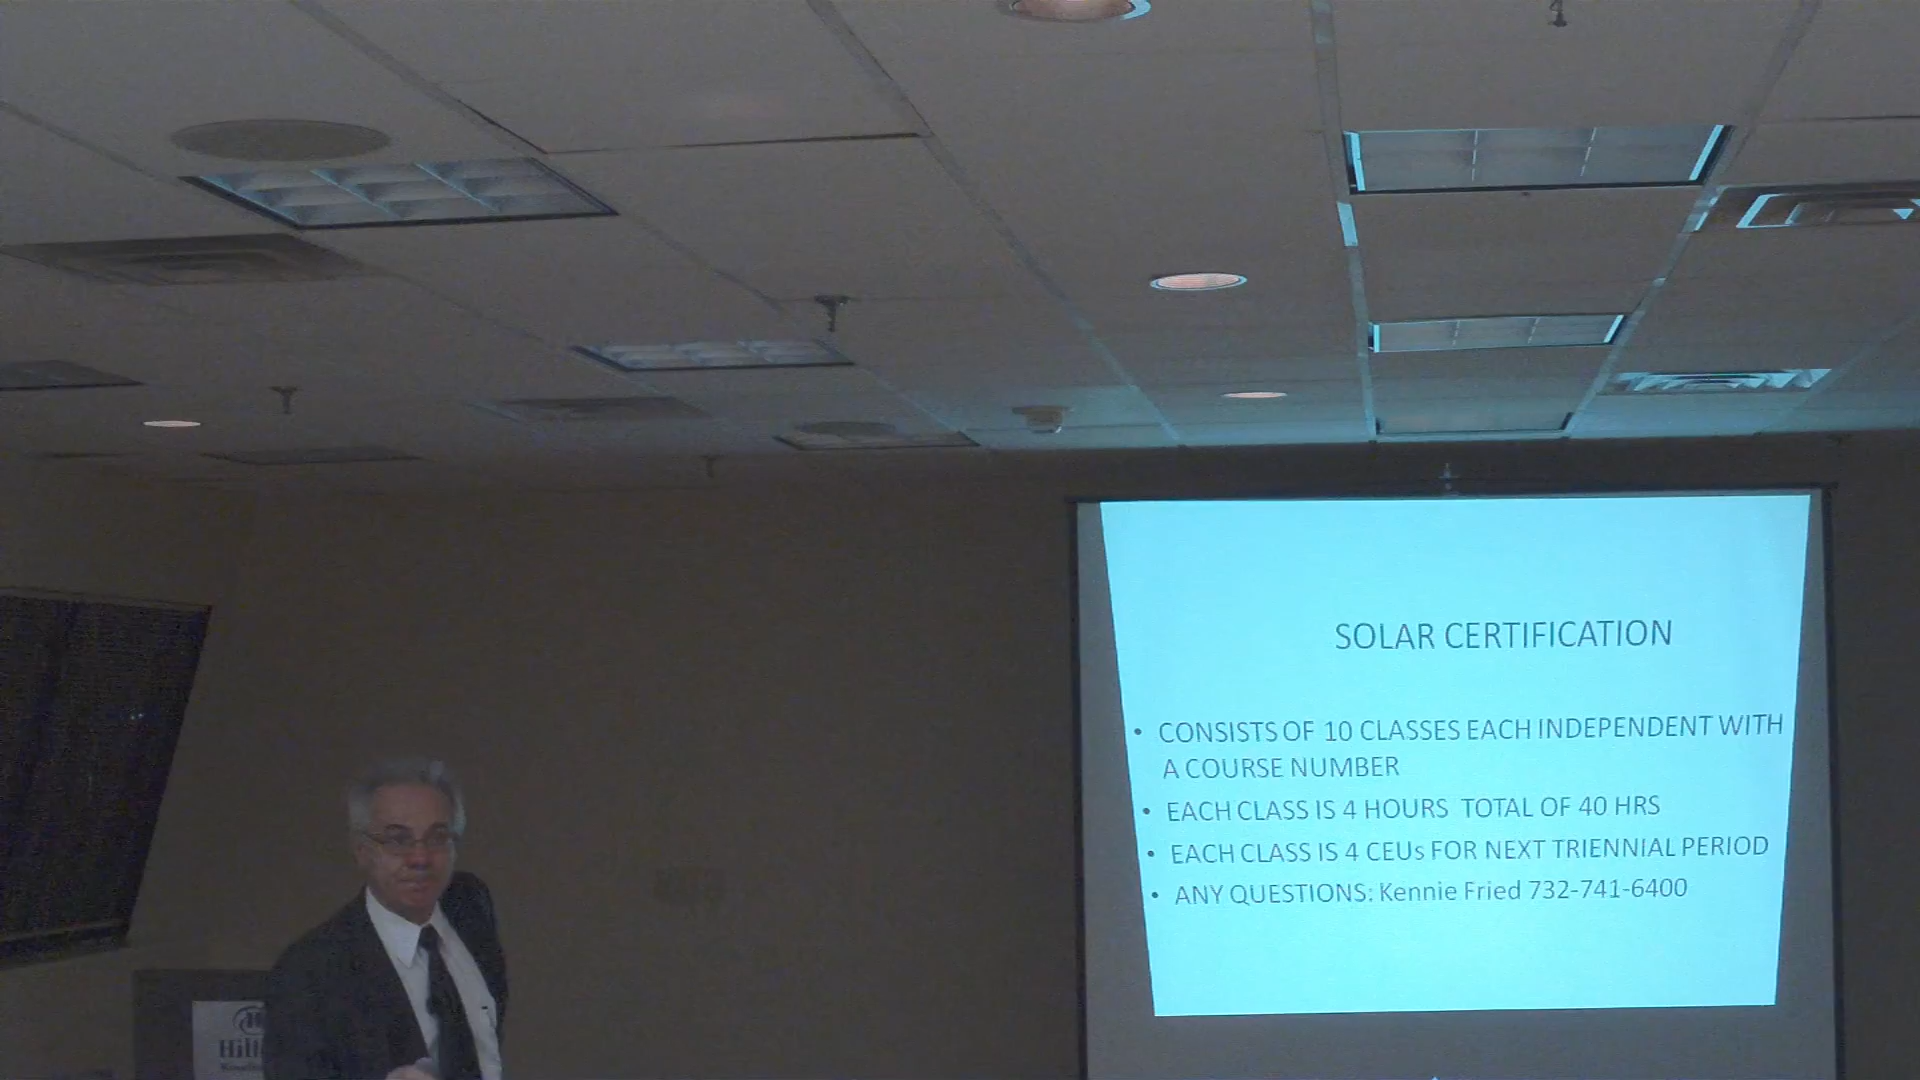 SOLAR CERTIFICATION
• CONSISTS OF 10 CLASSES EACH INDEPENDENT WITH
A COURSE NUMBER
• EACH CLASS IS 4 HOURS TOTAL OF 40 HRS
• EACH CLASS IS 4 CEUs FOR NEXT TRIENNIAL PERIOD
• ANY QUESTIONS: Kennie Fried 732-741-6400